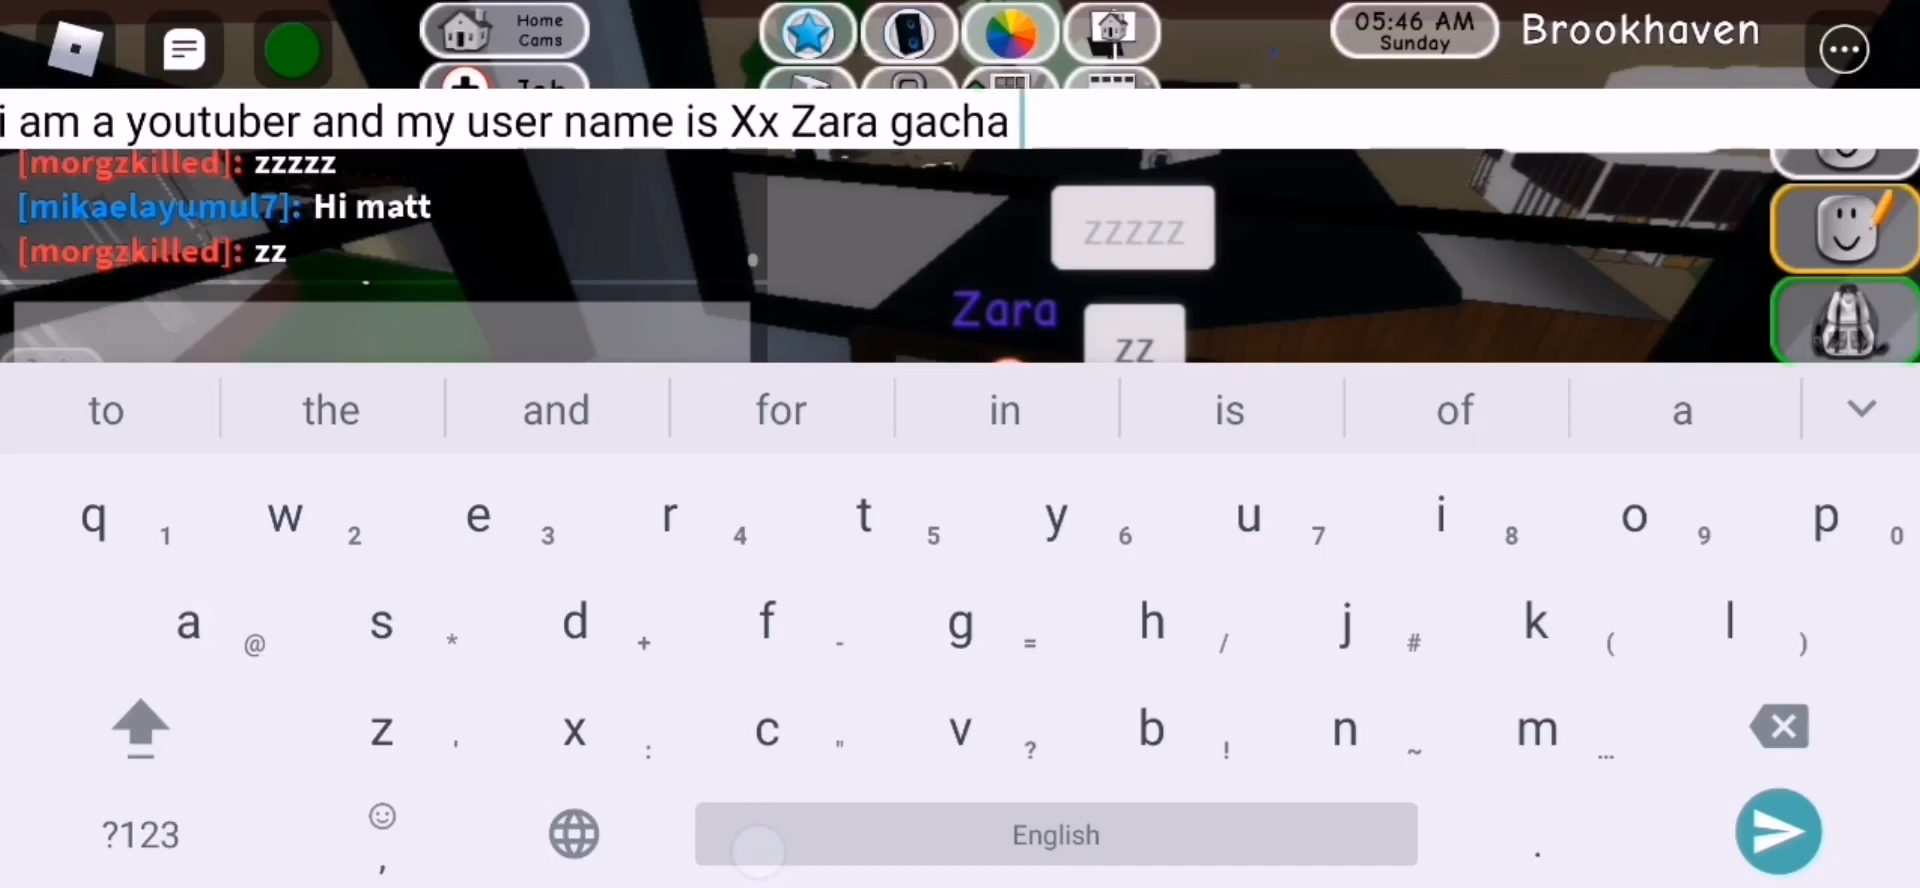 Home
Cams
05:46 AM
Sunday
Brookhaven
i am a youtuber and my user name is Xx Zara gacha
[morgzkilled]: zzzzz
[mikaelayumul7]: Hi matt
[morgzkilled]: zz
zzzzz
Zara
zz
to the and for in is of a
q 1 w 2 e 3 r 4 t 5 y 6 u 7 i 8 o 9 p 0
a @ s * d + f - g = h / j # k ( l )
z ' x : c " v ? b ! n ~ m ...
?123 , English .